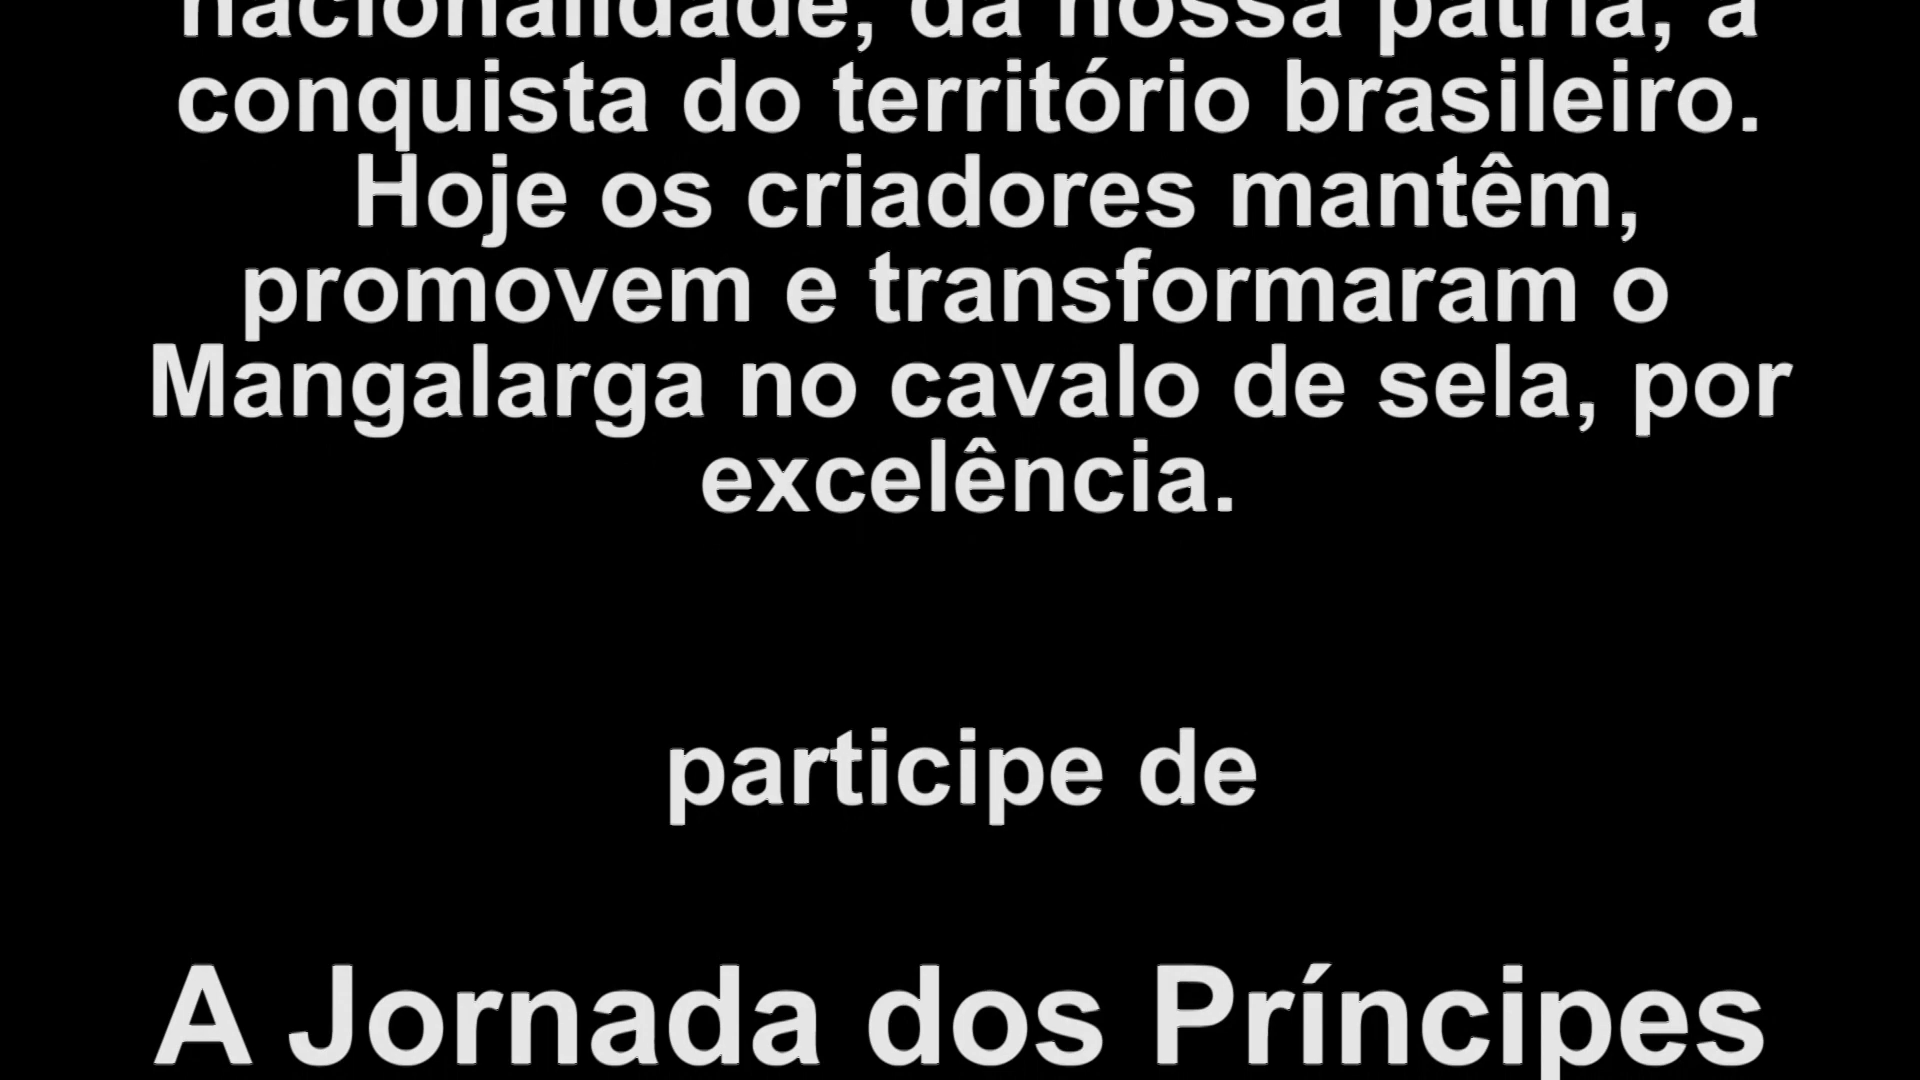 nacionalidade, da nossa pátria, a
conquista do território brasileiro.
Hoje os criadores mantêm,
promovem e transformaram o
Mangalarga no cavalo de sela, por
excelência.
participe de
A Jornada dos Príncipes